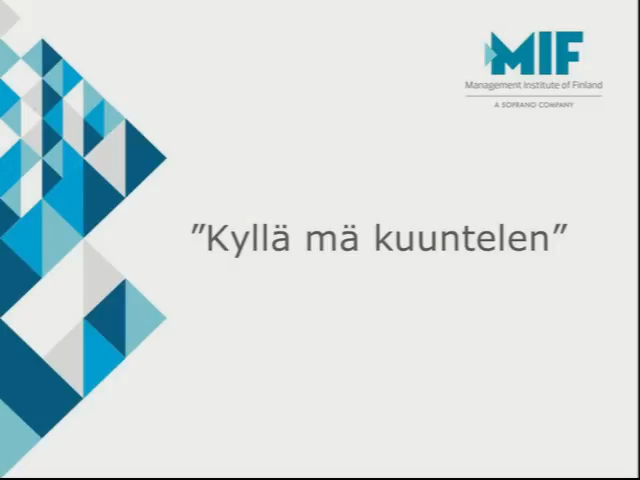 MIF
Management Institute of Finland
A SOPRANO COMPANY
”Kyllä mä kuuntelen”